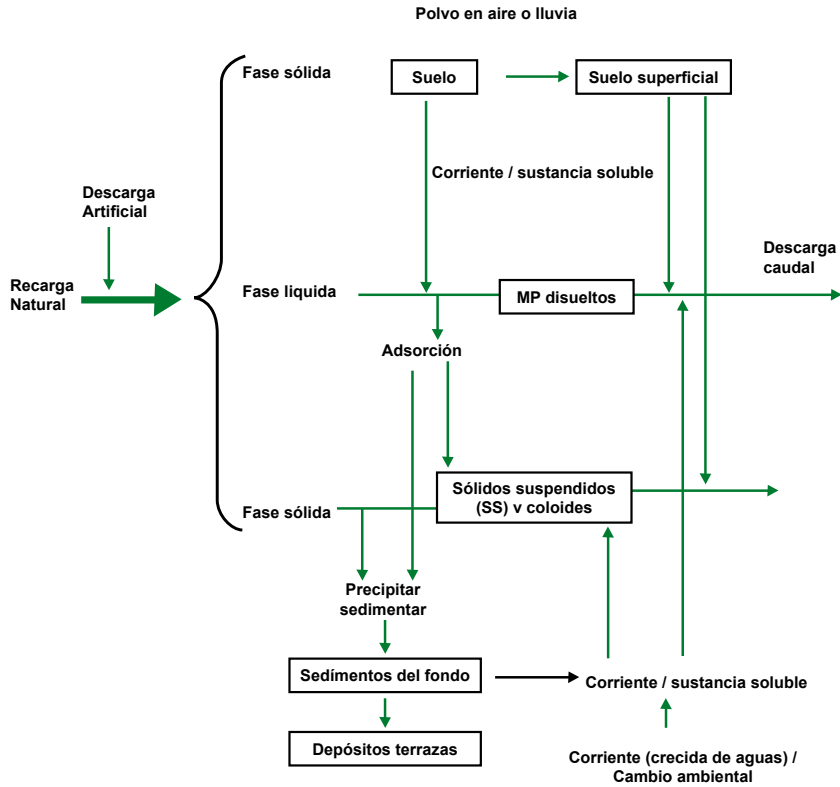 Polvo en aire o lluvia
Fase sólida
Suelo
Suelo superficial
Corriente / sustancia soluble
Descarga
Artificial
Descarga
caudal
Recarga
Natural
Fase liquida
MP disueltos
Adsorción
Sólidos suspendidos
(SS) v coloides
Fase sólida
Precipitar
sedimentar
Sedímentos del fondo
Corriente / sustancia soluble
Depósitos terrazas
Corriente (crecida de aguas) /
Cambio ambiental